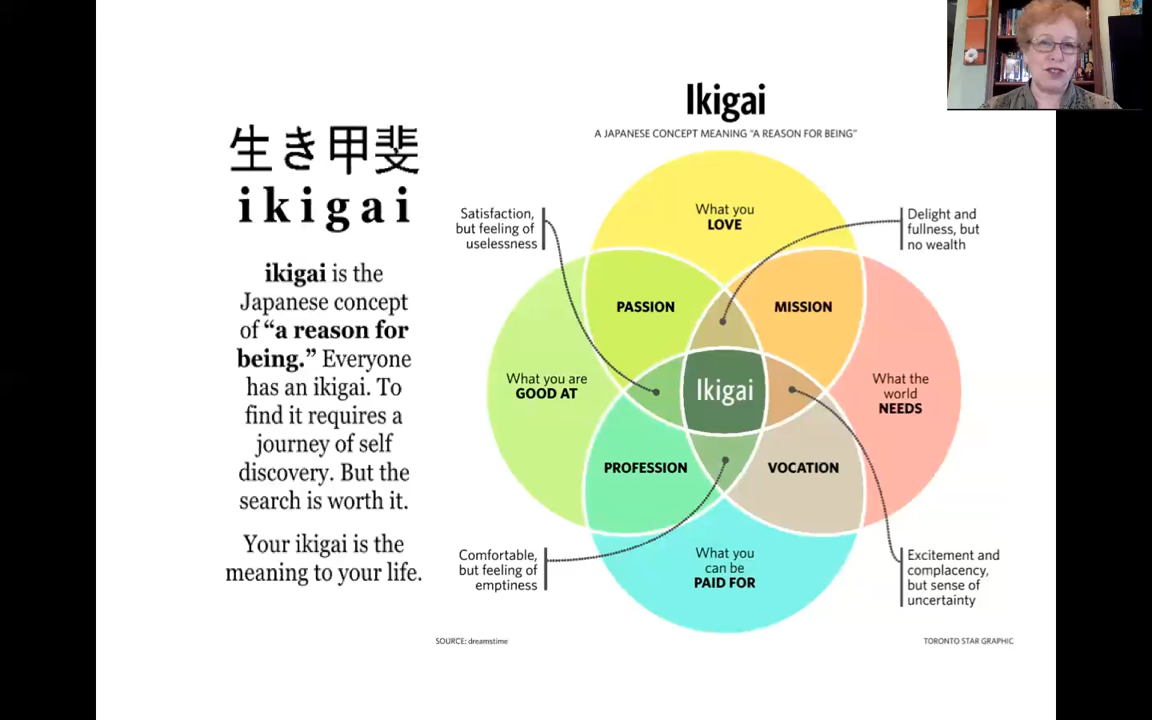 生き甲斐
ikigai
ikigai is the
Japanese concept
of “a reason for
being.” Everyone
has an ikigai. To
find it requires a
journey of self
discovery. But the
search is worth it.
Your ikigai is the
meaning to your life.
Ikigai
A JAPANESE CONCEPT MEANING “A REASON FOR BEING”
What you
LOVE
Satisfaction,
but feeling of
uselessness
Delight and
fullness, but
no wealth
PASSION
MISSION
What you are
GOOD AT
Ikigai
What the
world
NEEDS
PROFESSION
VOCATION
Comfortable,
but feeling of
emptiness
What you
can be
PAID FOR
Excitement and
complacency,
but sense of
uncertainty
SOURCE: dreamstime
TORONTO STAR GRAPHIC